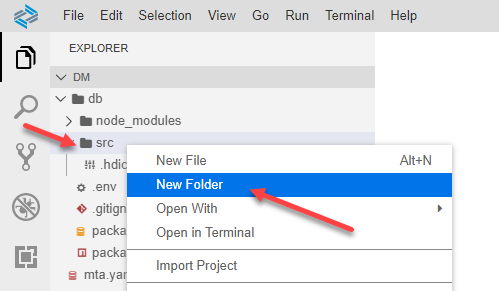 File Edit Selection View Go Run Terminal Help
EXPLORER
DM
db
node_modules
src
.hdic
.env
.gitign
packa
packa
mta.yar
New File Alt+N
New Folder
Open With
Open in Terminal
Import Project